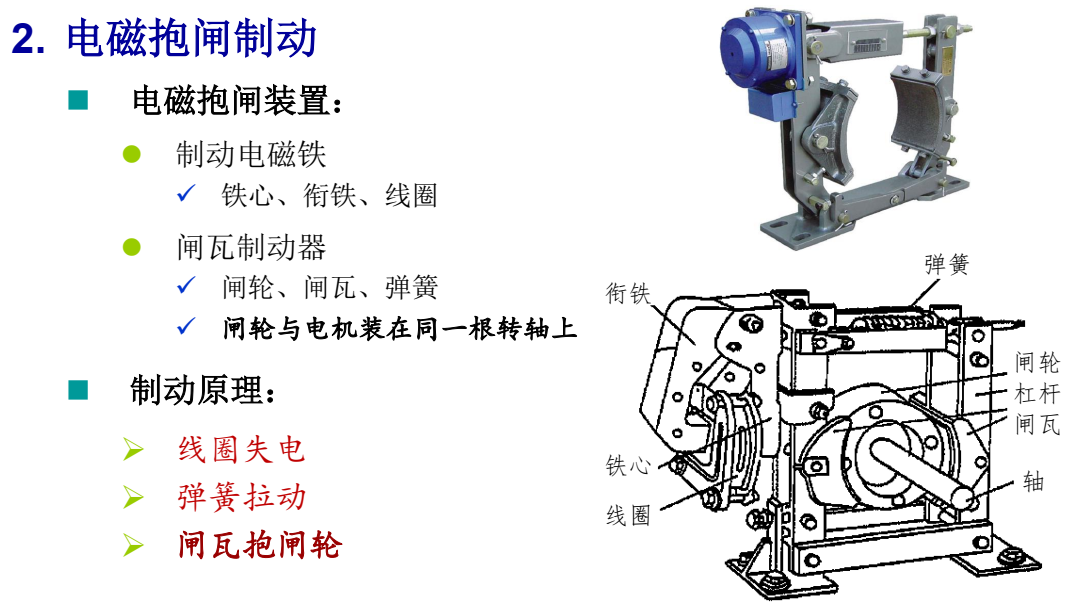 2. 电磁抱闸制动
电磁抱闸装置：
制动电磁铁
铁心、衔铁、线圈
闸瓦制动器
闸轮、闸瓦、弹簧
闸轮与电机装在同一根转轴上
制动原理：
线圈失电
弹簧拉动
闸瓦抱闸轮
弹簧
衔铁
闸轮
杠杆
闸瓦
铁心
轴
线圈